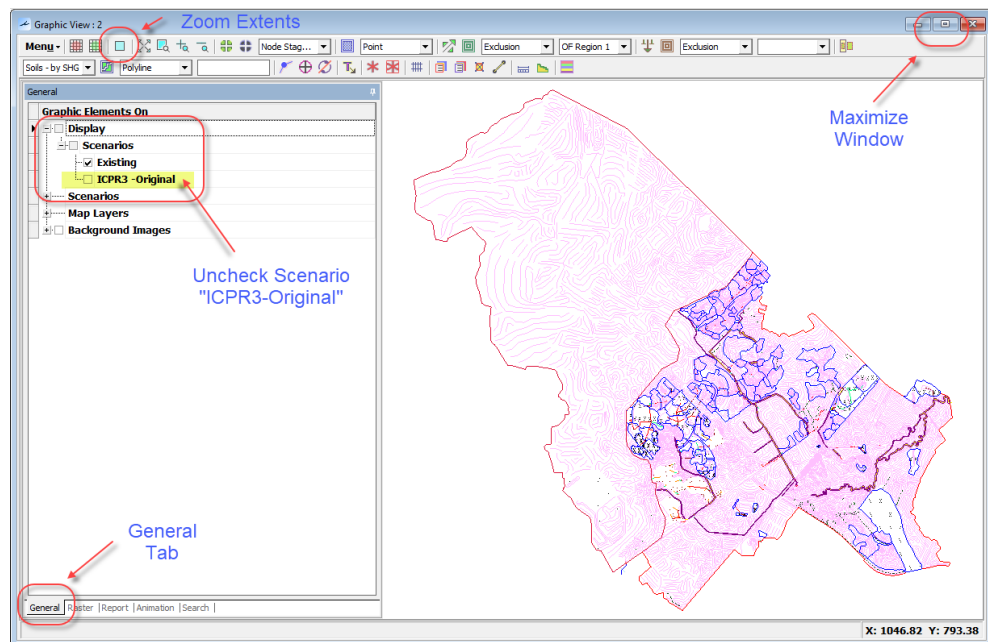 Graphic View : 2
Zoom Extents
Menu
Node Stag...
Point
Exclusion
OF Region 1
Exclusion
Soils - by SHG
Polyline
General
Graphic Elements On
Display
Scenarios
Existing
ICPR3 -Original
Scenarios
Map Layers
Background Images
Maximize
Window
Uncheck Scenario
"ICPR3-Original"
General
Tab
General Raster |Report |Animation |Search |
X: 1046.82 Y: 793.38